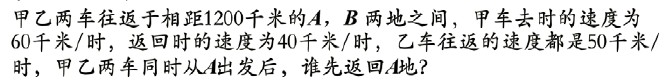 甲乙两车往返于相距1200千米的A，B 两地之间，甲车去时的速度为
60千米/时，返回时的速度为40千米/时，乙车往返的速度都是50千米/
时，甲乙两车同时从A出发后，谁先返回A地？